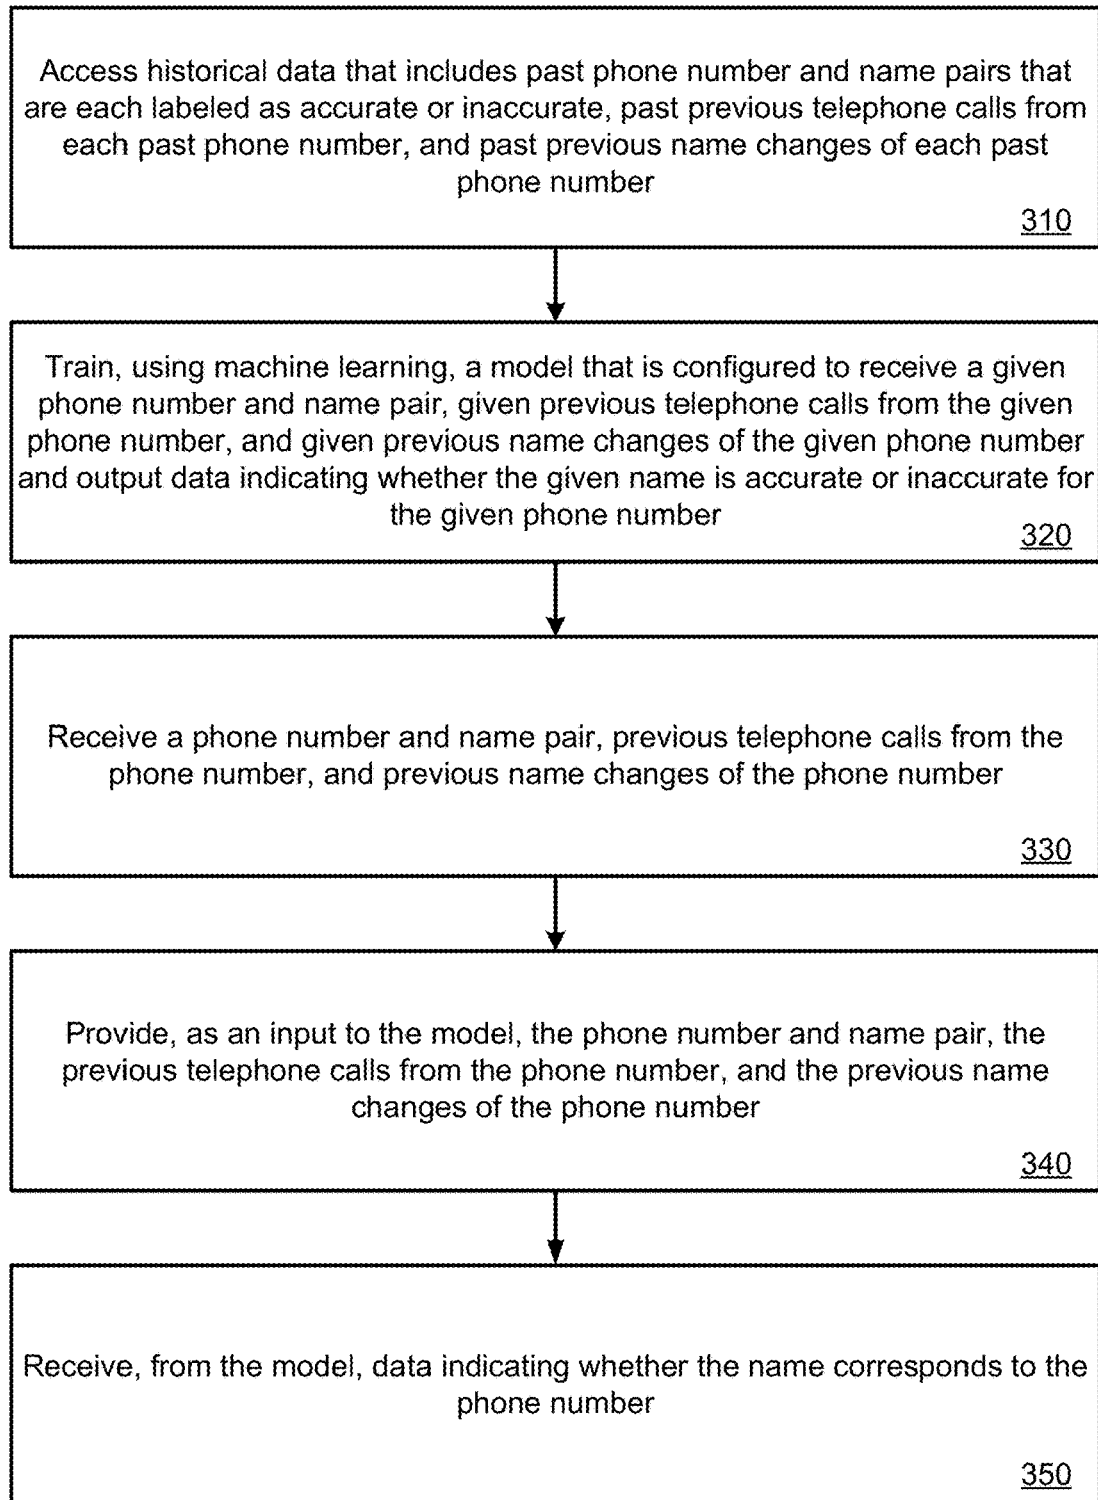 Access historical data that includes past phone number and name pairs that
are each labeled as accurate or inaccurate, past previous telephone calls from
each past phone number, and past previous name changes of each past
phone number
310
Train, using machine learning, a model that is configured to receive a given
phone number and name pair, given previous telephone calls from the given
phone number, and given previous name changes of the given phone number
and output data indicating whether the given name is accurate or inaccurate for
the given phone number
320
Receive a phone number and name pair, previous telephone calls from the
phone number, and previous name changes of the phone number
330
Provide, as an input to the model, the phone number and name pair, the
previous telephone calls from the phone number, and the previous name
changes of the phone number
340
Receive, from the model, data indicating whether the name corresponds to the
phone number
350